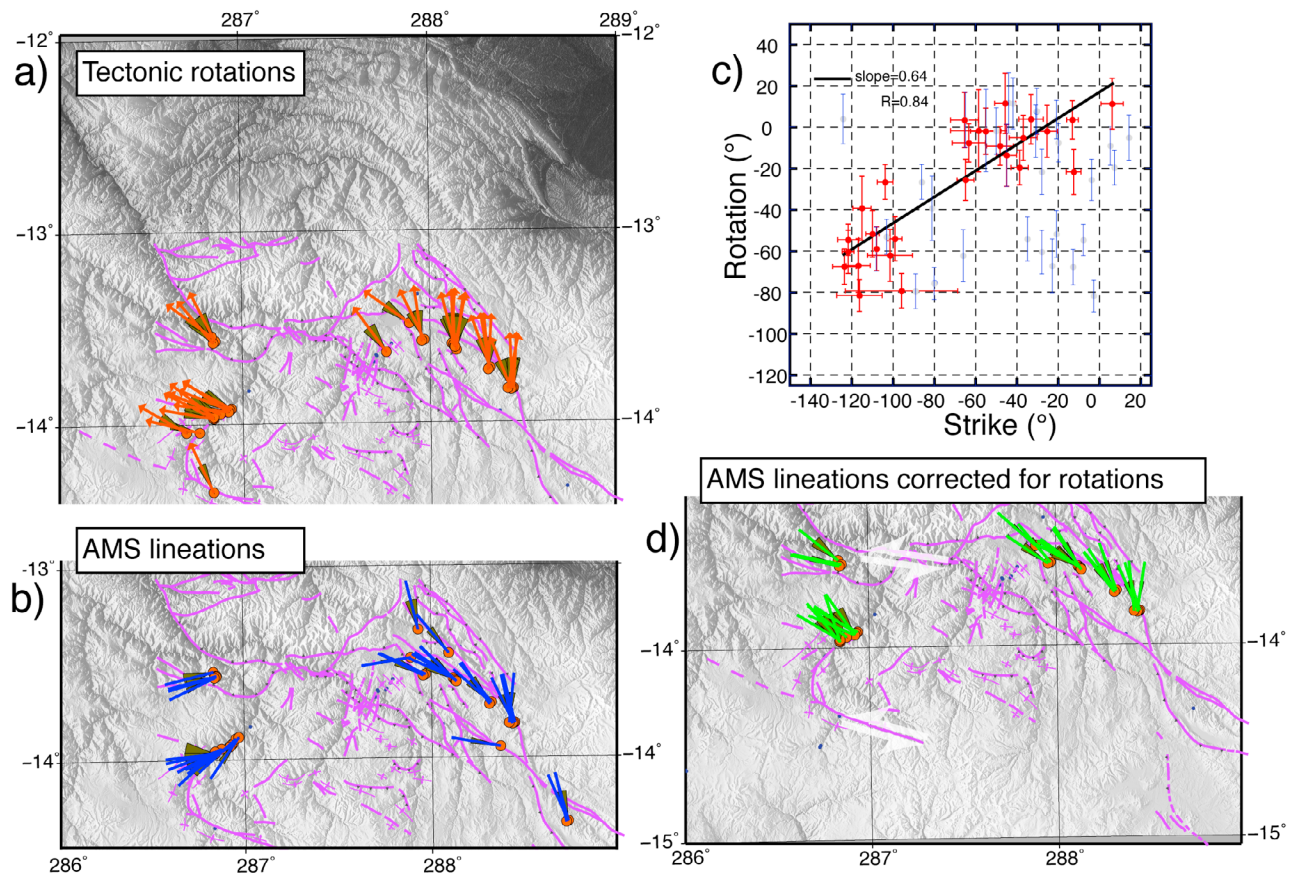 287° 288° 289°
−12° −12°
a) Tectonic rotations
−13° −13°
−14° −14°
AMS lineations
b)
−13°
−14° −14°
−15°
286° 287° 288°
c)
40
20
0
-20
-40
-60
-80
-100
-120
Rotation (°)
slope=0.64
R=0.84
-140 -120 -100 -80 -60 -40 -20 0 20
Strike (°)
AMS lineations corrected for rotations
d)
−14°
−15°
286° 287° 288°